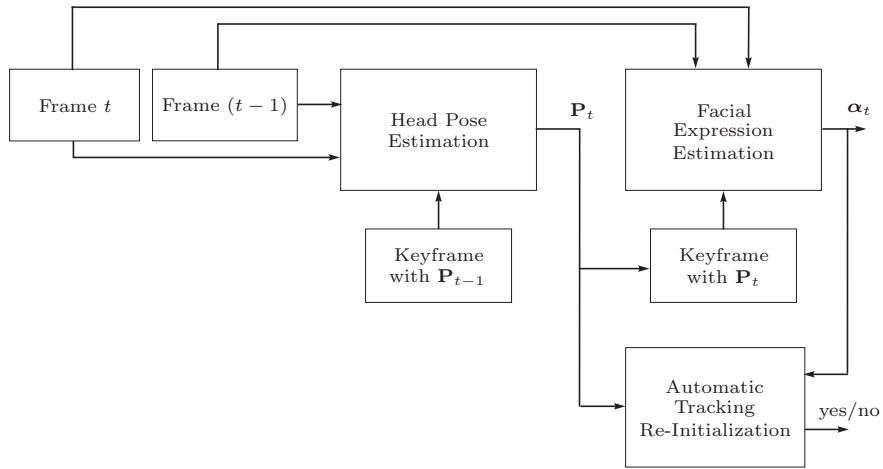 Frame t
Frame (t − 1)
Head Pose
Estimation
P_t
Facial
Expression
Estimation
α_t
Keyframe
with P_{t−1}
Keyframe
with P_t
Automatic
Tracking
Re-Initialization
yes/no